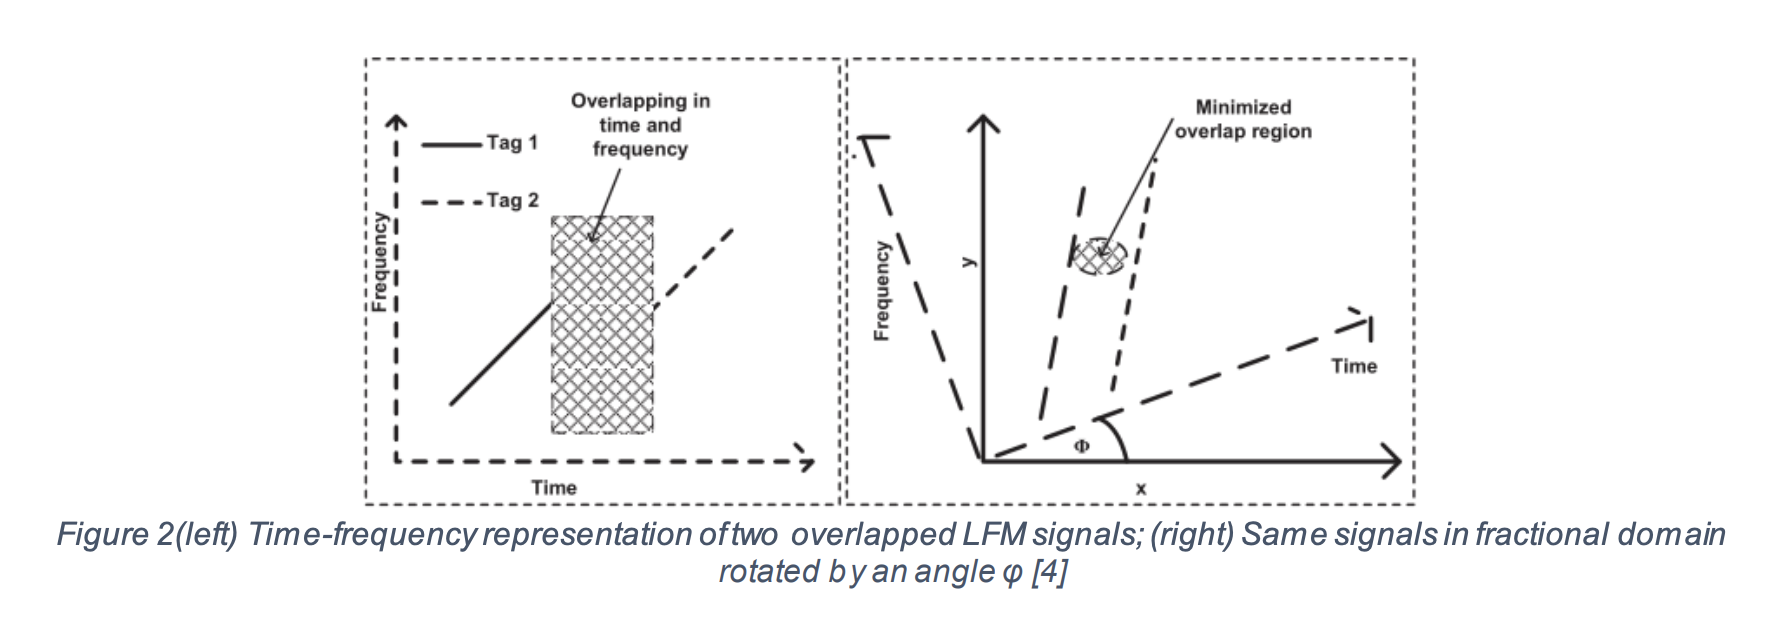 Overlapping in
time and
frequency
Tag 1
Tag 2
Frequency
Time
Minimized
overlap region
Frequency
y
Time
Φ
x
Figure 2(left) Time-frequency representation of two overlapped LFM signals; (right) Same signals in fractional domain
rotated by an angle φ [4]